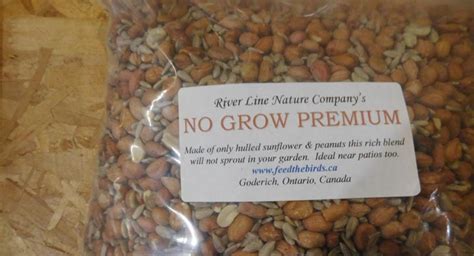 River Line Nature Company's
NO GROW PREMIUM
Made of only hulled sunflower & peanuts this rich blend
will not sprout in your garden. Ideal near patios too.
www.feedthebirds.ca
Goderich, Ontario, Canada